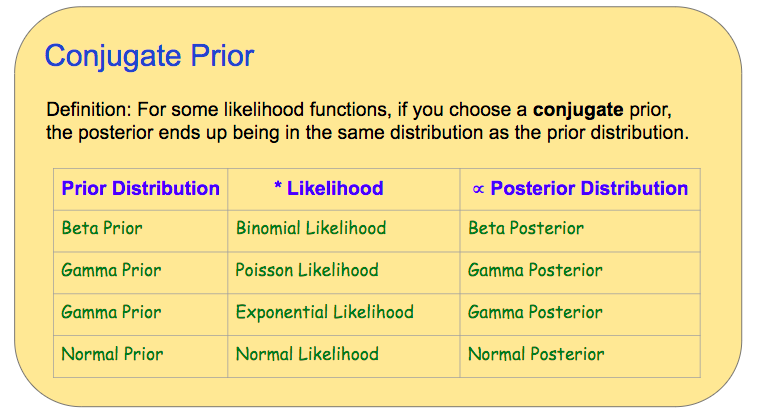 Conjugate Prior
Definition: For some likelihood functions, if you choose a conjugate prior,
the posterior ends up being in the same distribution as the prior distribution.
Prior Distribution * Likelihood ∝ Posterior Distribution
Beta Prior Binomial Likelihood Beta Posterior
Gamma Prior Poisson Likelihood Gamma Posterior
Gamma Prior Exponential Likelihood Gamma Posterior
Normal Prior Normal Likelihood Normal Posterior